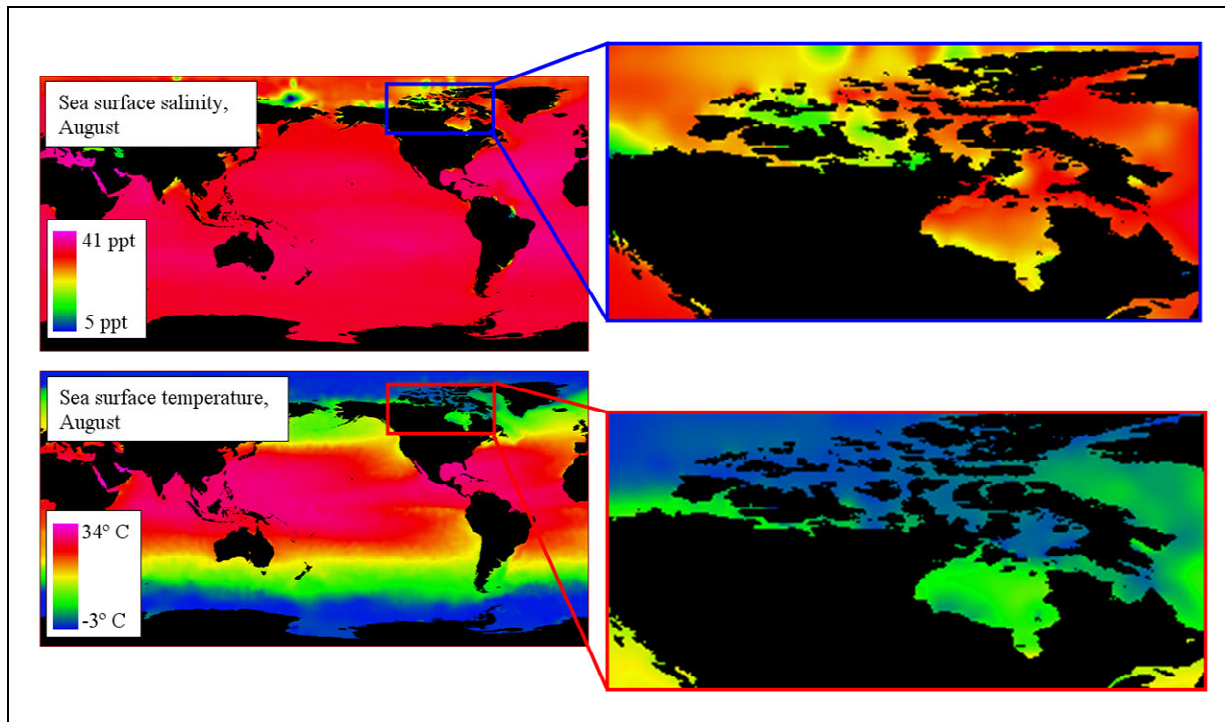 Sea surface salinity,
August
41 ppt
5 ppt
Sea surface temperature,
August
34° C
-3° C